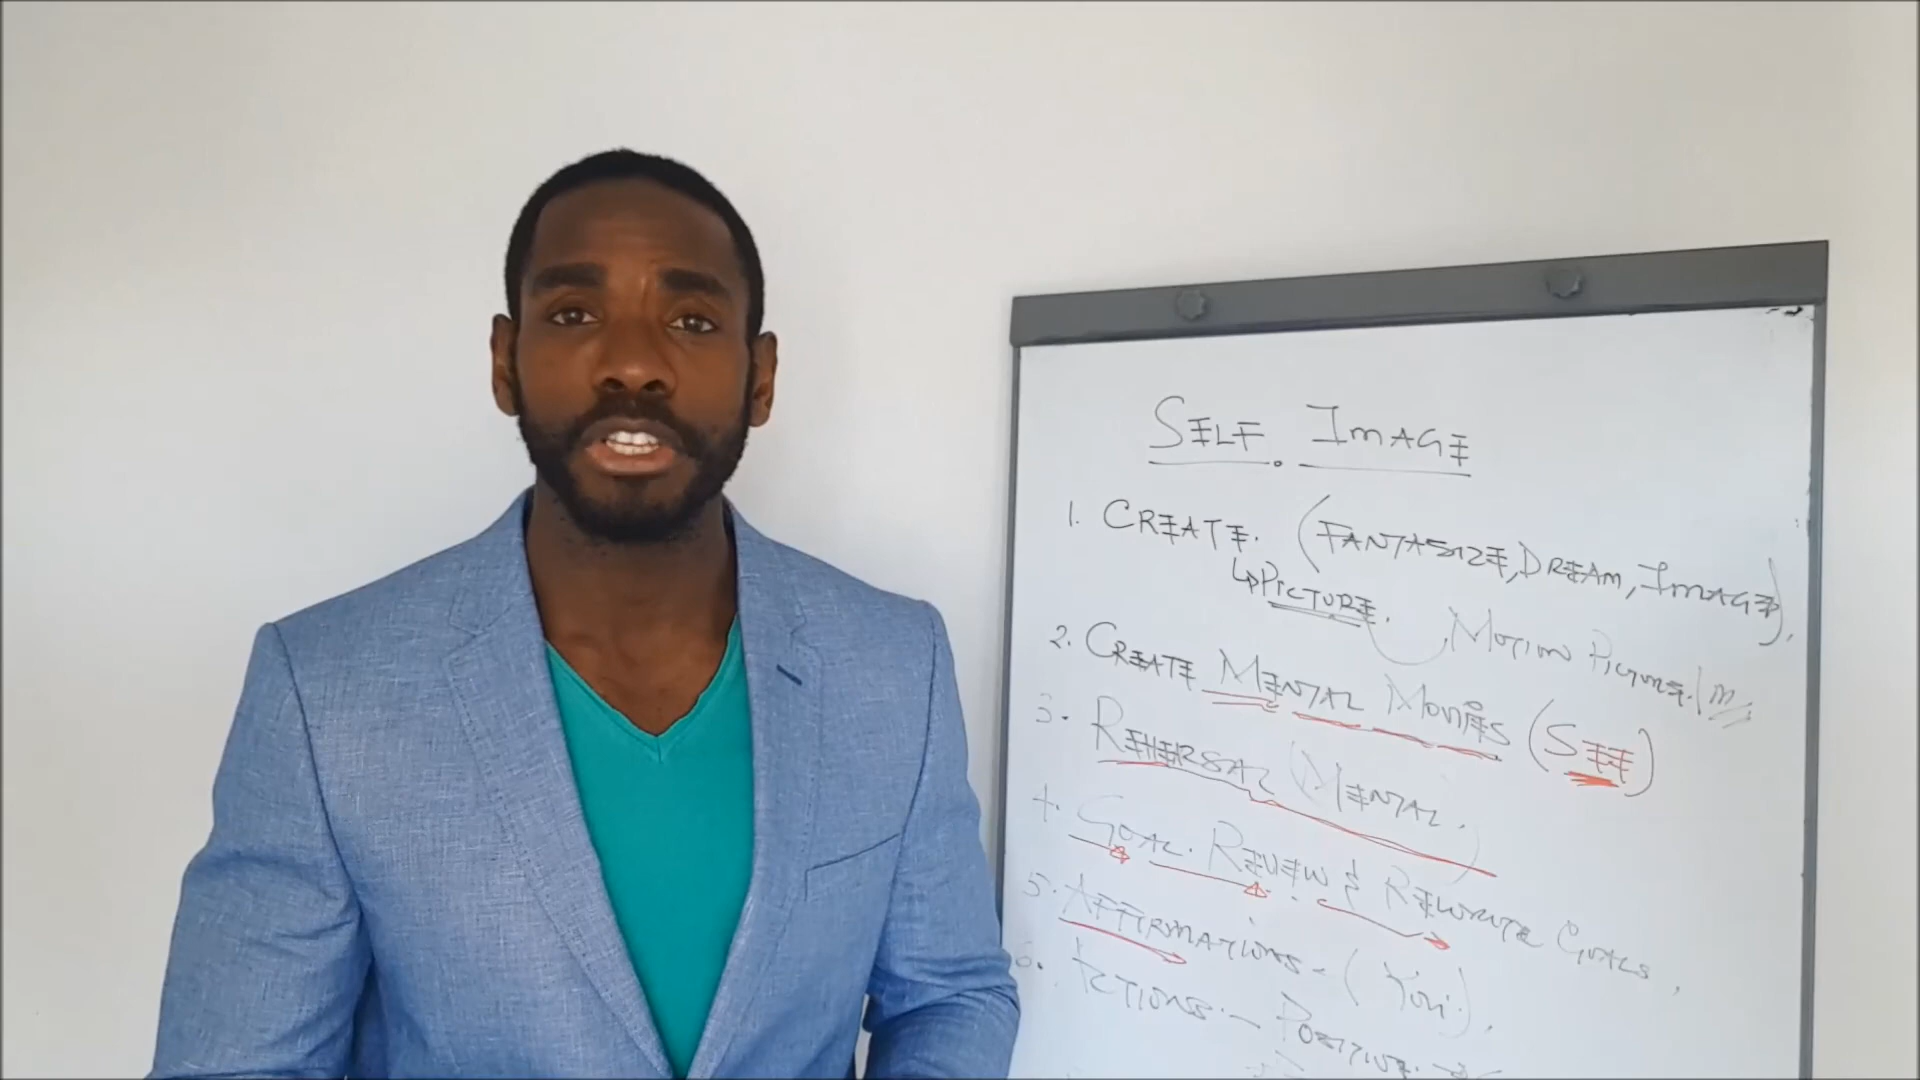 SELF IMAGE
1. CREATE. (FANTASIZE, DREAM, IMAGE),
↳PICTURE. MOTION PICTURE. (m
2. CREATE MENTAL MOVIES (SEE)
3. REHERSAL (MENTAL.)
4. GOAL. REVIEW & REWRITE GOALS,
5. AFFIRMATIONS - (YOU),
6. ACTIONS. - POSITIVE.